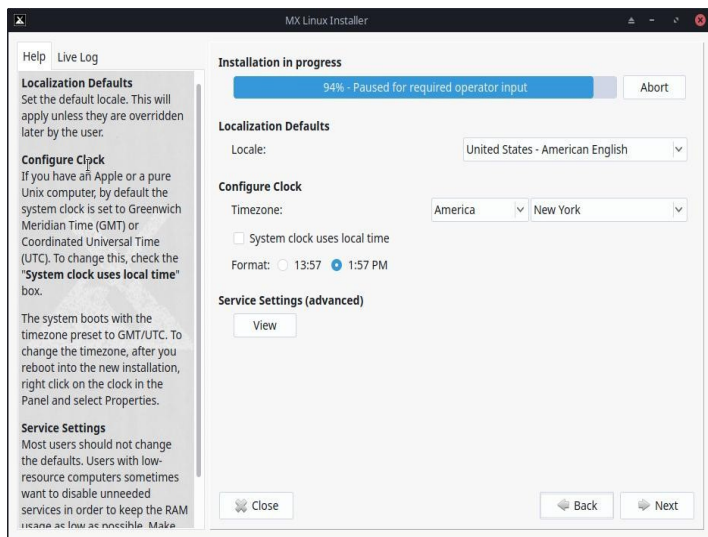 MX Linux Installer
Help
Live Log
Localization Defaults
Set the default locale. This will
apply unless they are overridden
later by the user.
Configure Clock
If you have an Apple or a pure
Unix computer, by default the
system clock is set to Greenwich
Meridian Time (GMT) or
Coordinated Universal Time
(UTC). To change this, check the
"System clock uses local time"
box.
The system boots with the
timezone preset to GMT/UTC. To
change the timezone, after you
reboot into the new installation,
right click on the clock in the
Panel and select Properties.
Service Settings
Most users should not change
the defaults. Users with low-
resource computers sometimes
want to disable unneeded
services in order to keep the RAM
usage as low as possible. Make
Installation in progress
94% - Paused for required operator input
Abort
Localization Defaults
Locale:
United States - American English
Configure Clock
Timezone:
America
New York
System clock uses local time
Format:
13:57
1:57 PM
Service Settings (advanced)
View
Close
Back
Next